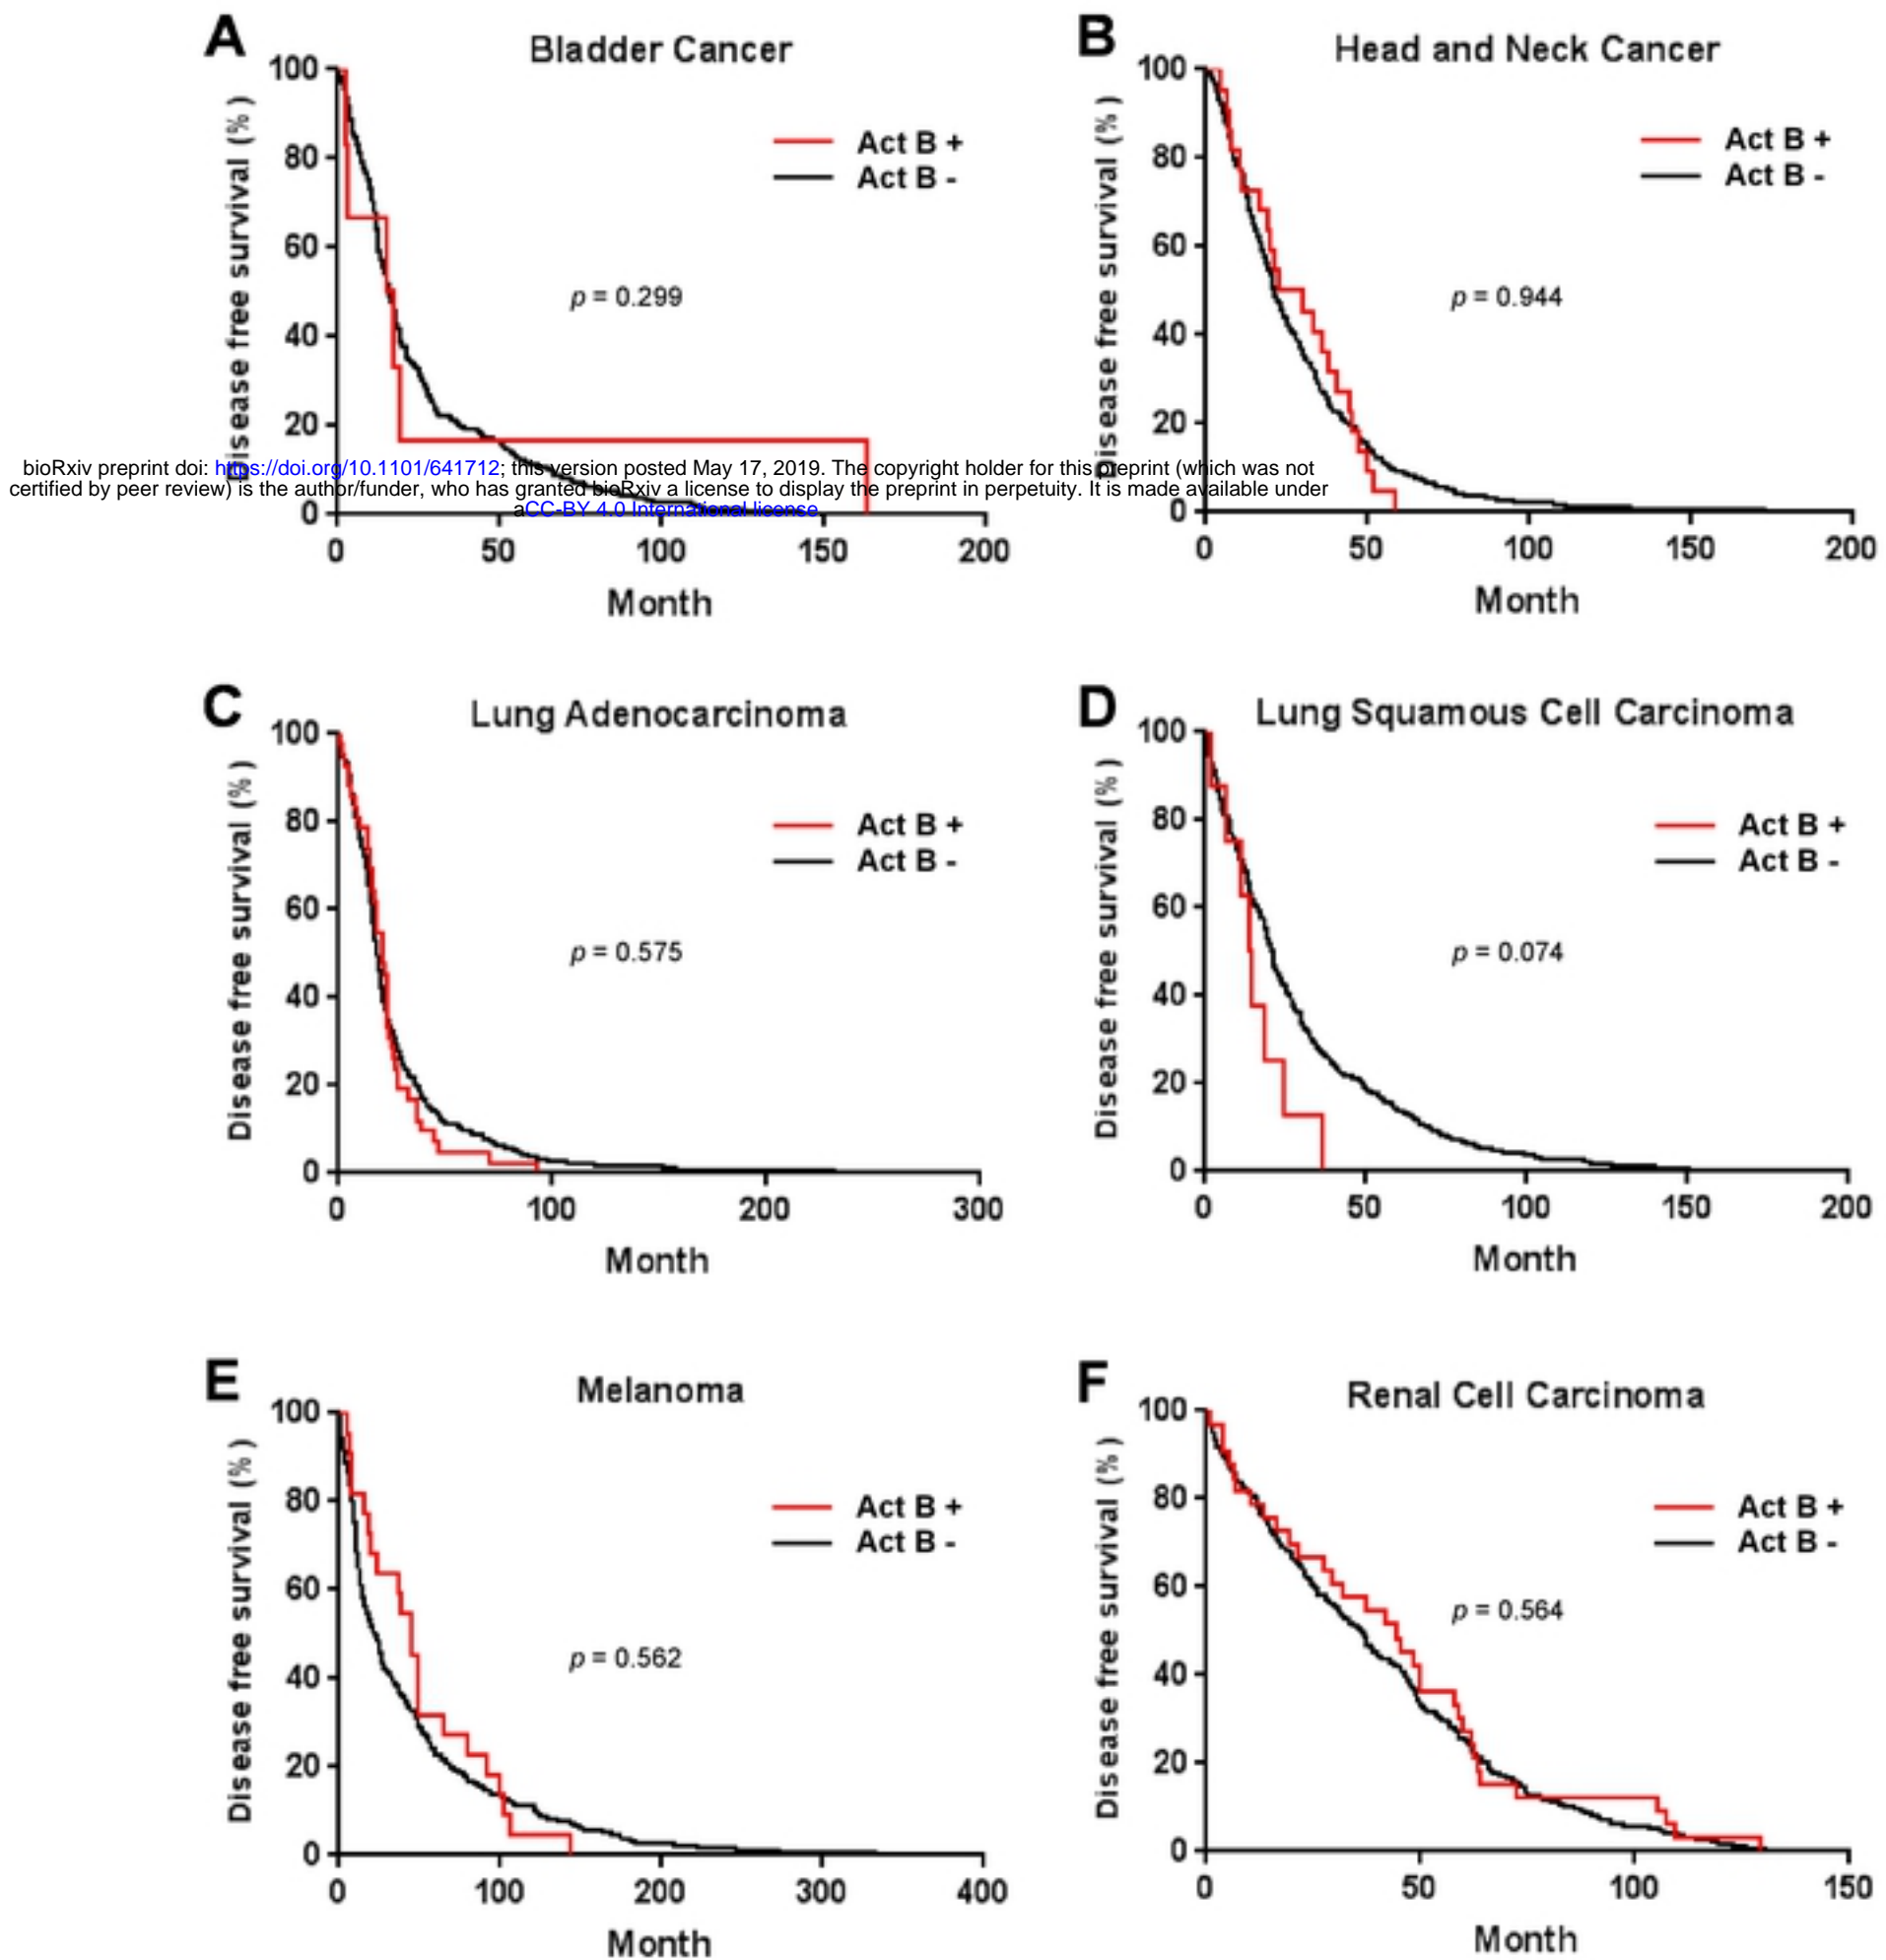 A
Bladder Cancer
Disease free survival (%)
100
80
60
40
20
0
Act B +
Act B -
p = 0.299
0 50 100 150 200
Month
B
Head and Neck Cancer
Disease free survival (%)
100
80
60
40
20
0
Act B +
Act B -
p = 0.944
0 50 100 150 200
Month
bioRxiv preprint doi: https://doi.org/10.1101/641712; this version posted May 17, 2019. The copyright holder for this preprint (which was not
certified by peer review) is the author/funder, who has granted bioRxiv a license to display the preprint in perpetuity. It is made available under
aCC-BY 4.0 International license.
C
Lung Adenocarcinoma
Disease free survival (%)
100
80
60
40
20
0
Act B +
Act B -
p = 0.575
0 100 200 300
Month
D
Lung Squamous Cell Carcinoma
Disease free survival (%)
100
80
60
40
20
0
Act B +
Act B -
p = 0.074
0 50 100 150 200
Month
E
Melanoma
Disease free survival (%)
100
80
60
40
20
0
Act B +
Act B -
p = 0.562
0 100 200 300 400
Month
F
Renal Cell Carcinoma
Disease free survival (%)
100
80
60
40
20
0
Act B +
Act B -
p = 0.564
0 50 100 150
Month